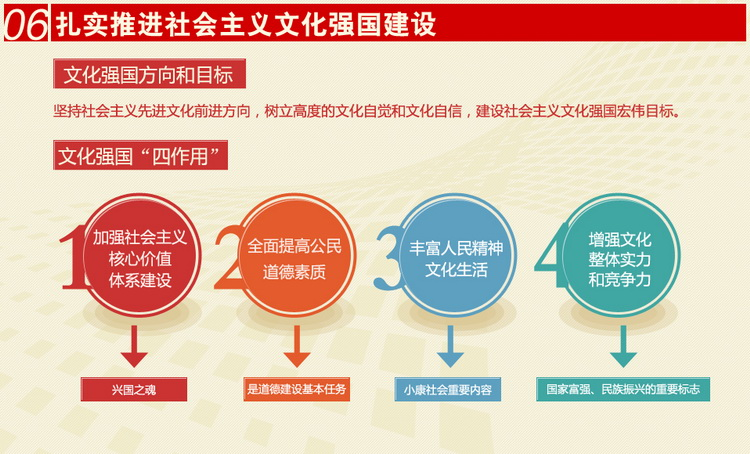 06 扎实推进社会主义文化强国建设
文化强国方向和目标
坚持社会主义先进文化前进方向，树立高度的文化自觉和文化自信，建设社会主义文化强国宏伟目标。
文化强国“四作用”
1
加强社会主义
核心价值
体系建设
兴国之魂
2
全面提高公民
道德素质
是道德建设基本任务
3
丰富人民精神
文化生活
小康社会重要内容
4
增强文化
整体实力
和竞争力
国家富强、民族振兴的重要标志